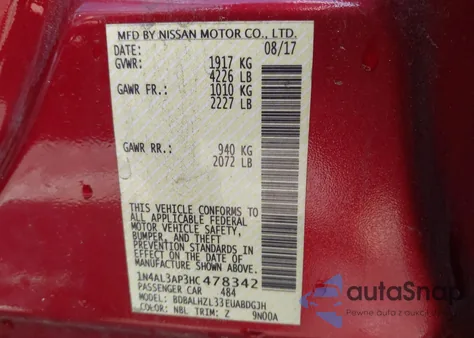 MFD BY NISSAN MOTOR CO., LTD.
DATE: 08/17
GVWR: 1917 KG
4226 LB
GAWR FR.: 1010 KG
2227 LB
GAWR RR.: 940 KG
2072 LB
THIS VEHICLE CONFORMS TO
ALL APPLICABLE FEDERAL
MOTOR VEHICLE SAFETY,
BUMPER, AND THEFT
PREVENTION STANDARDS IN
EFFECT ON THE DATE OF
MANUFACTURE SHOWN ABOVE.
1N4AL3AP3HC478342
PASSENGER CAR 484
MODEL: BDBALHZL33EUABDGJH
COLOR: NBL TRIM: Z 9N00A
autoSnap